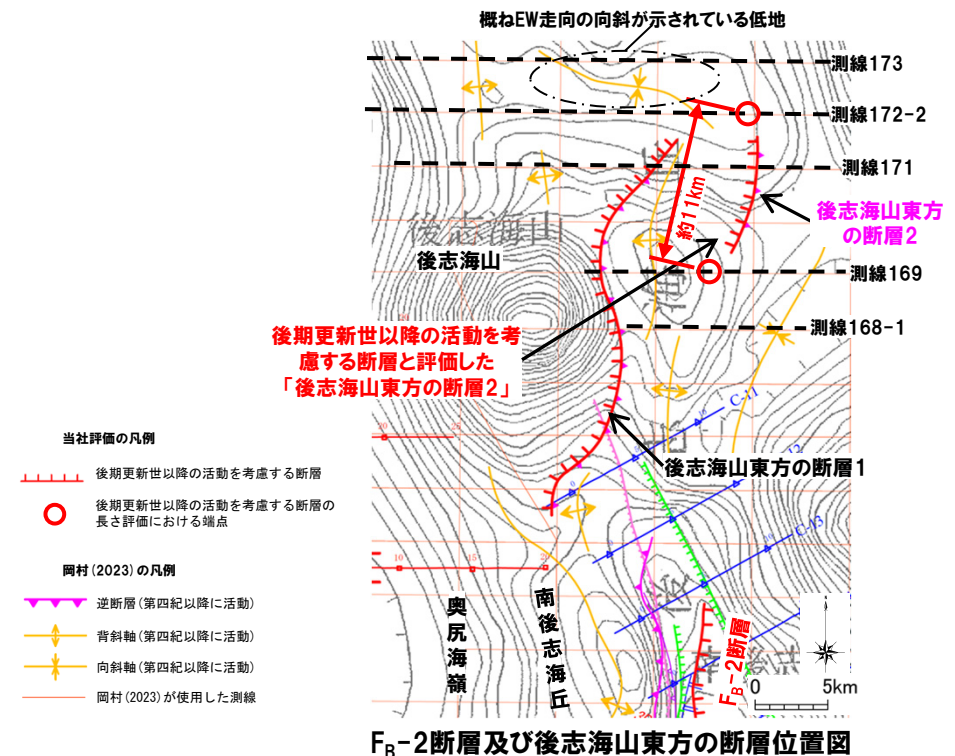 概ねEW走向の向斜が示されている低地
測線173
測線172-2
測線171
後志海山東方
の断層2
約11km
後志海山
後志海山
海
測線169
測線168-1
後期更新世以降の活動を考
慮する断層と評価した
「後志海山東方の断層2」
C-11
20
25
後志海山東方の断層1
C-13
10
15
奥尻海嶺
南後志海丘
後
FB-2断層
0
5km
当社評価の凡例
後期更新世以降の活動を考慮する断層
後期更新世以降の活動を考慮する断層の
長さ評価における端点
岡村(2023)の凡例
逆断層(第四紀以降に活動)
背斜軸(第四紀以降に活動)
向斜軸(第四紀以降に活動)
岡村(2023)が使用した測線
FB-2断層及び後志海山東方の断層位置図